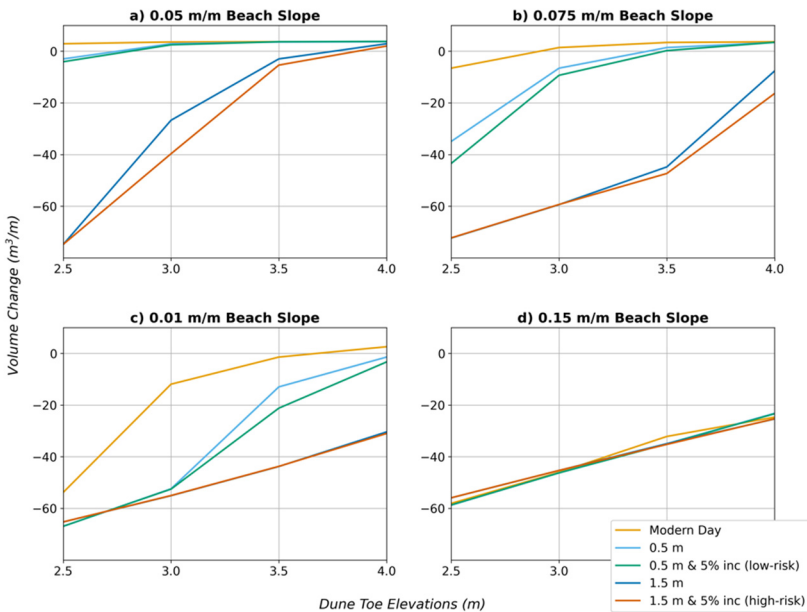 a) 0.05 m/m Beach Slope
0
−20
−40
−60
2.5 3.0 3.5 4.0
b) 0.075 m/m Beach Slope
0
−20
−40
−60
2.5 3.0 3.5 4.0
Volume Change (m³/m)
c) 0.01 m/m Beach Slope
0
−20
−40
−60
2.5 3.0 3.5 4.0
d) 0.15 m/m Beach Slope
0
−20
−40
−60
2.5 3.0 3.5 4.0
Modern Day
0.5 m
0.5 m & 5% inc (low-risk)
1.5 m
1.5 m & 5% inc (high-risk)
Dune Toe Elevations (m)